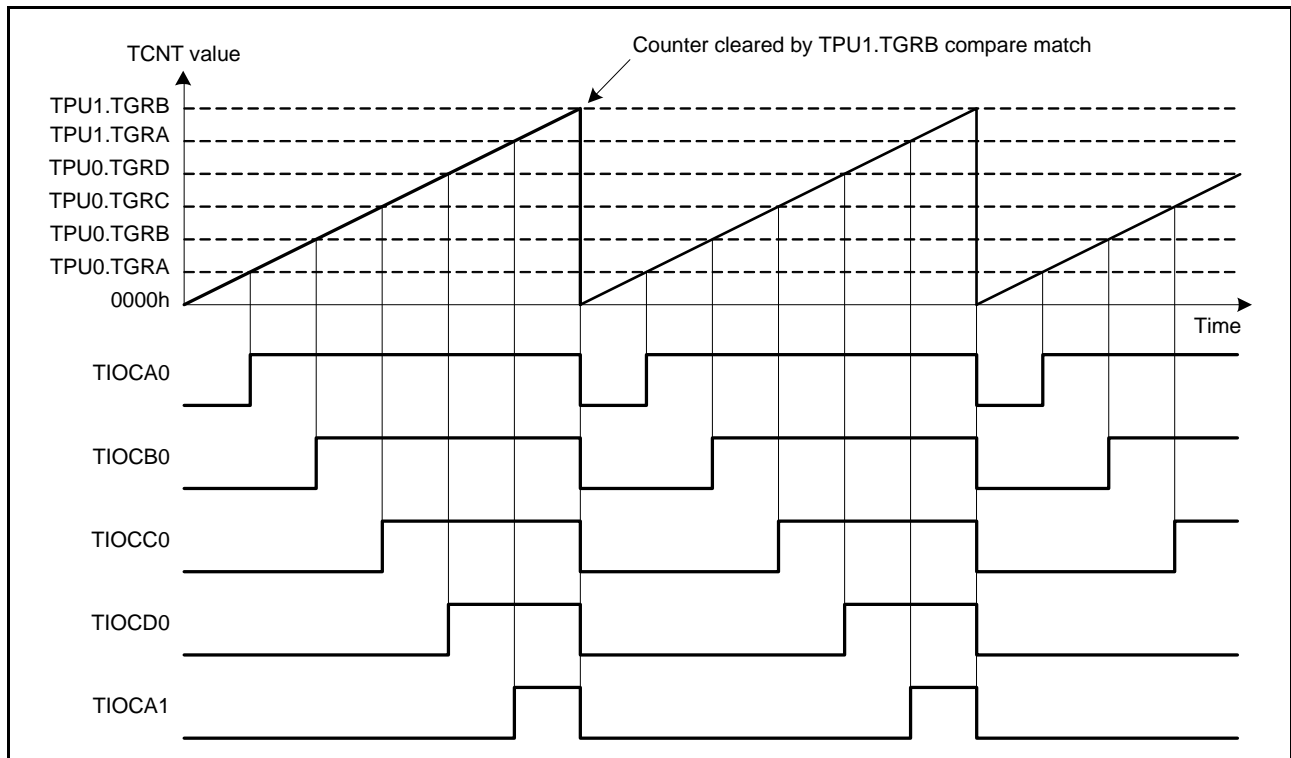 Counter cleared by TPU1.TGRB compare match
TCNT value
TPU1.TGRB
TPU1.TGRA
TPU0.TGRD
TPU0.TGRC
TPU0.TGRB
TPU0.TGRA
0000h
Time
TIOCA0
TIOCB0
TIOCC0
TIOCD0
TIOCA1